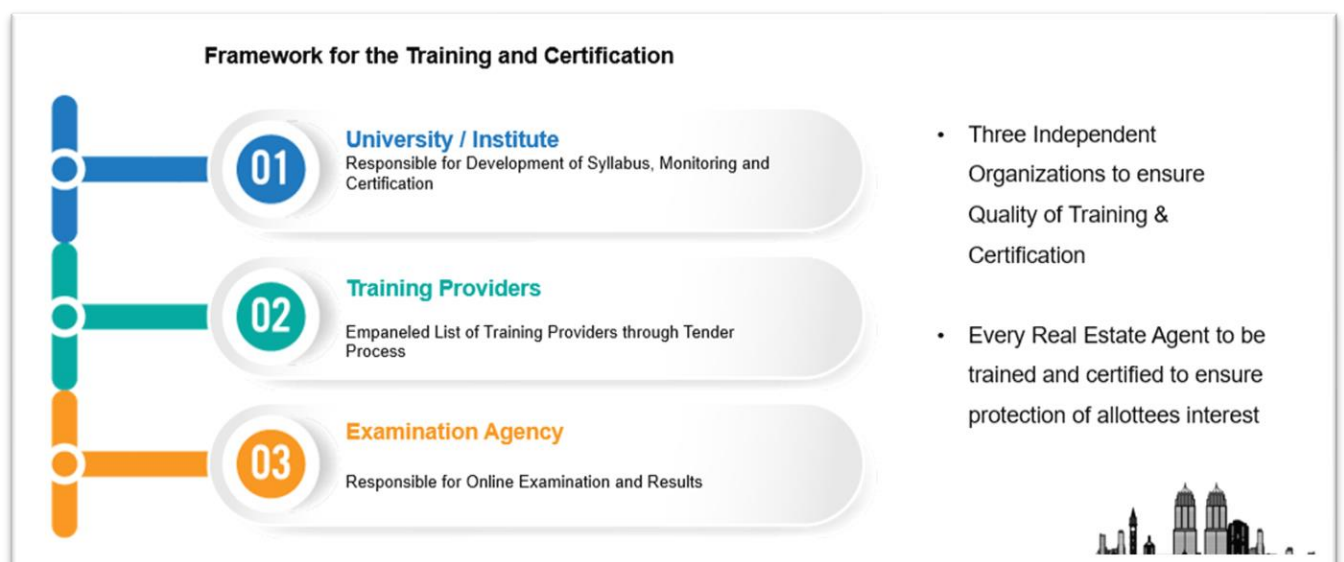 Framework for the Training and Certification
01
University / Institute
Responsible for Development of Syllabus, Monitoring and
Certification
02
Training Providers
Empaneled List of Training Providers through Tender
Process
03
Examination Agency
Responsible for Online Examination and Results
• Three Independent
Organizations to ensure
Quality of Training &
Certification
• Every Real Estate Agent to be
trained and certified to ensure
protection of allottees interest